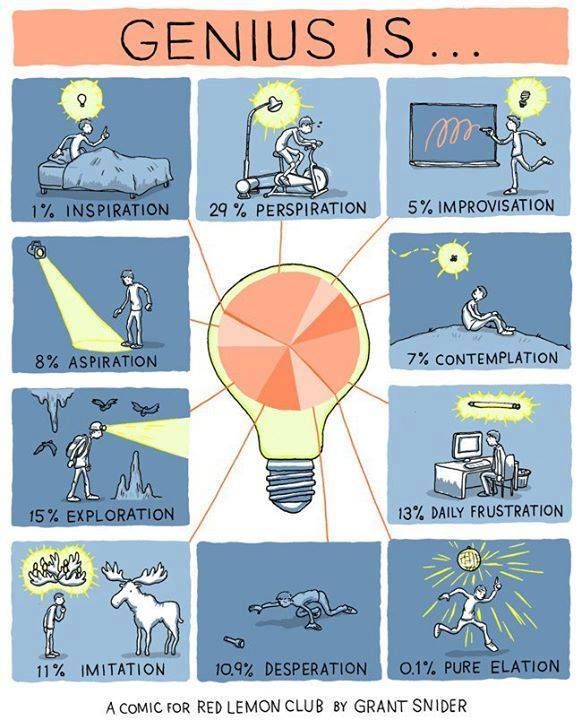 GENIUS IS...
1% INSPIRATION
29% PERSPIRATION
5% IMPROVISATION
8% ASPIRATION
7% CONTEMPLATION
15% EXPLORATION
13% DAILY FRUSTRATION
11% IMITATION
10.9% DESPERATION
0.1% PURE ELATION
A COMIC FOR RED LEMON CLUB BY GRANT SNIDER